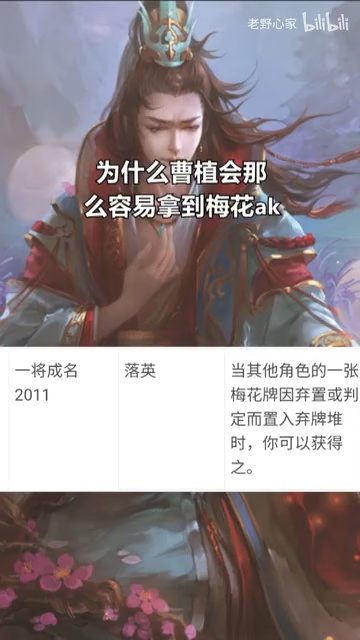 老野心家 bilibili
为什么曹植会那
么容易拿到梅花ak
一将成名
2011
落英
当其他角色的一张
梅花牌因弃置或判
定而置入弃牌堆
时，你可以获得
之。